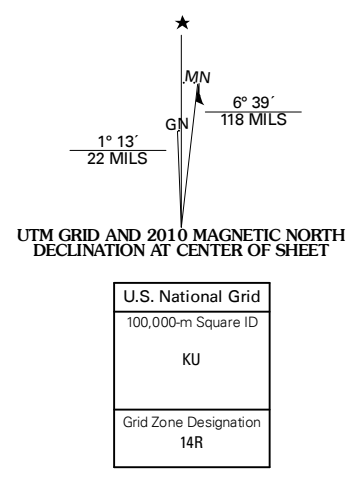 ★
MN
GN
6° 39´
118 MILS
1° 13´
22 MILS
UTM GRID AND 2010 MAGNETIC NORTH
DECLINATION AT CENTER OF SHEET
U.S. National Grid
100,000-m Square ID
KU
Grid Zone Designation
14R